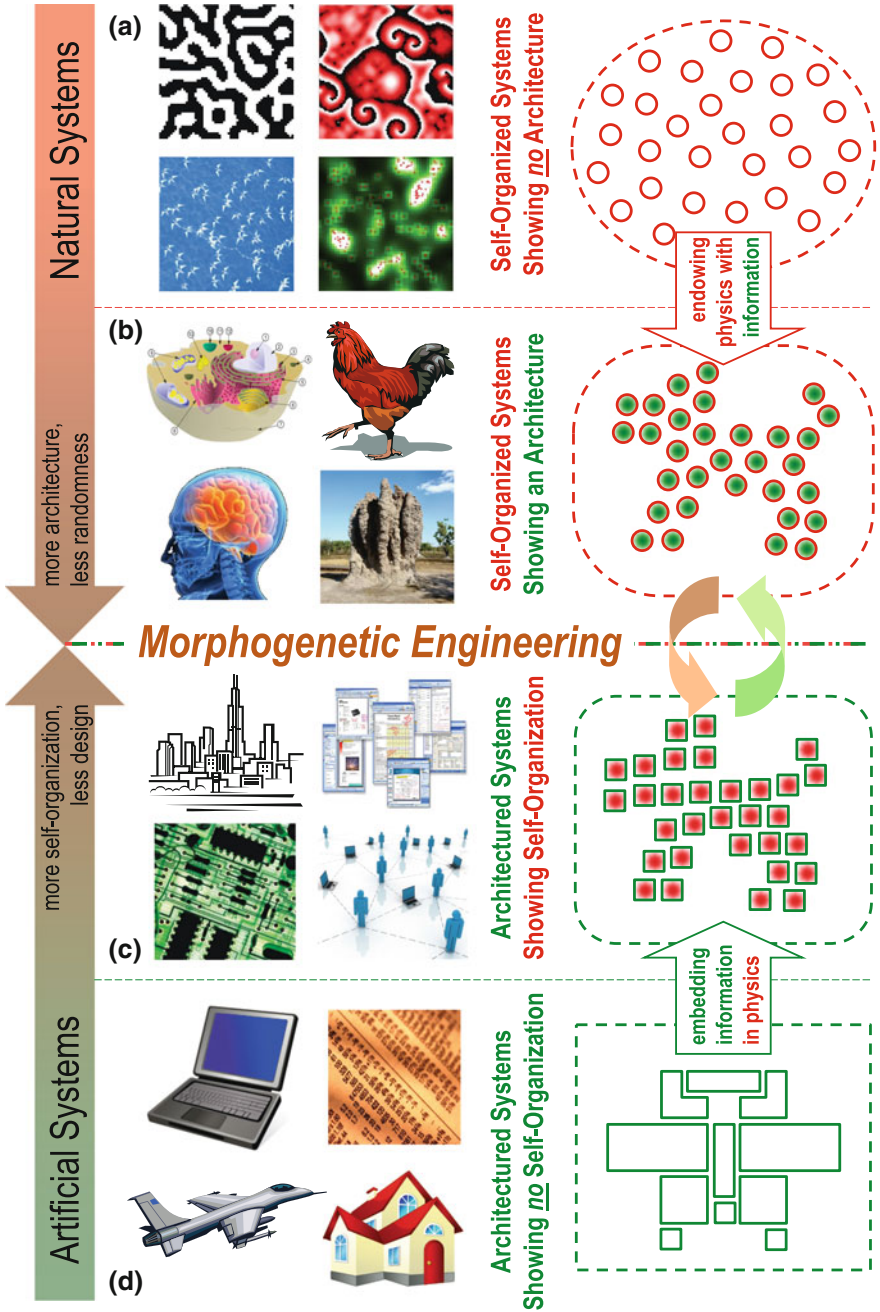 (a)
Natural Systems
Self-Organized Systems
Showing no Architecture
endowing
physics with
information
(b)
more architecture,
less randomness
Self-Organized Systems
Showing an Architecture
Morphogenetic Engineering
more self-organization,
less design
Architectured Systems
Showing Self-Organization
(c)
embedding
information
in physics
Artificial Systems
Architectured Systems
Showing no Self-Organization
(d)